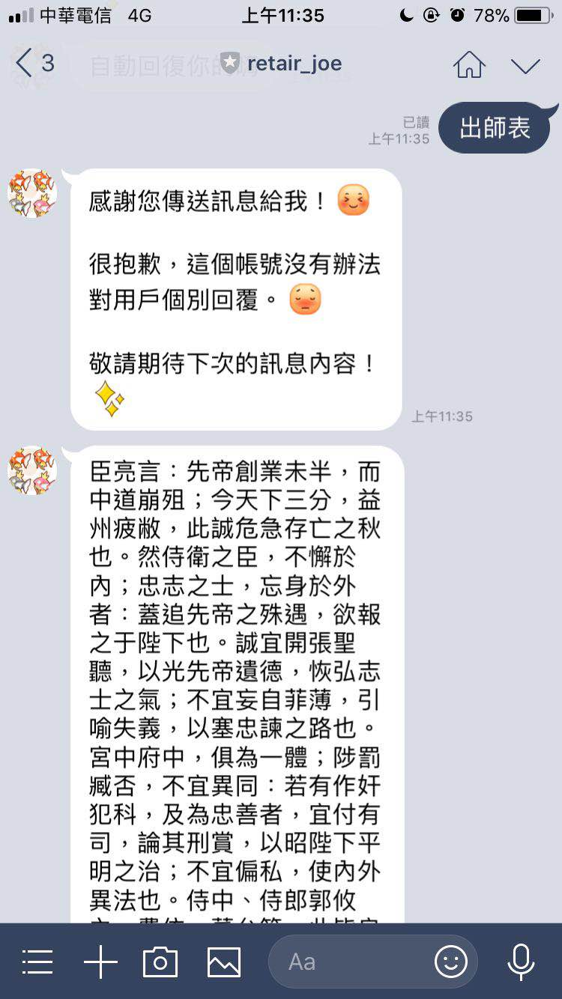 中華電信 4G 上午11:35 78%
3 retair_joe
自動回復你的
已讀
上午11:35
出師表
感謝您傳送訊息給我！
很抱歉，這個帳號沒有辦法
對用戶個別回覆。
敬請期待下次的訊息內容！
上午11:35
臣亮言：先帝創業未半，而
中道崩殂；今天下三分，益
州疲敝，此誠危急存亡之秋
也。然侍衛之臣，不懈於
內；忠志之士，忘身於外
者：蓋追先帝之殊遇，欲報
之于陛下也。誠宜開張聖
聽，以光先帝遺德，恢弘志
士之氣；不宜妄自菲薄，引
喻失義，以塞忠諫之路也。
宮中府中，俱為一體；陟罰
臧否，不宜異同：若有作奸
犯科，及為忠善者，宜付有
司，論其刑賞，以昭陛下平
明之治；不宜偏私，使內外
異法也。侍中、侍郎郭攸
Aa